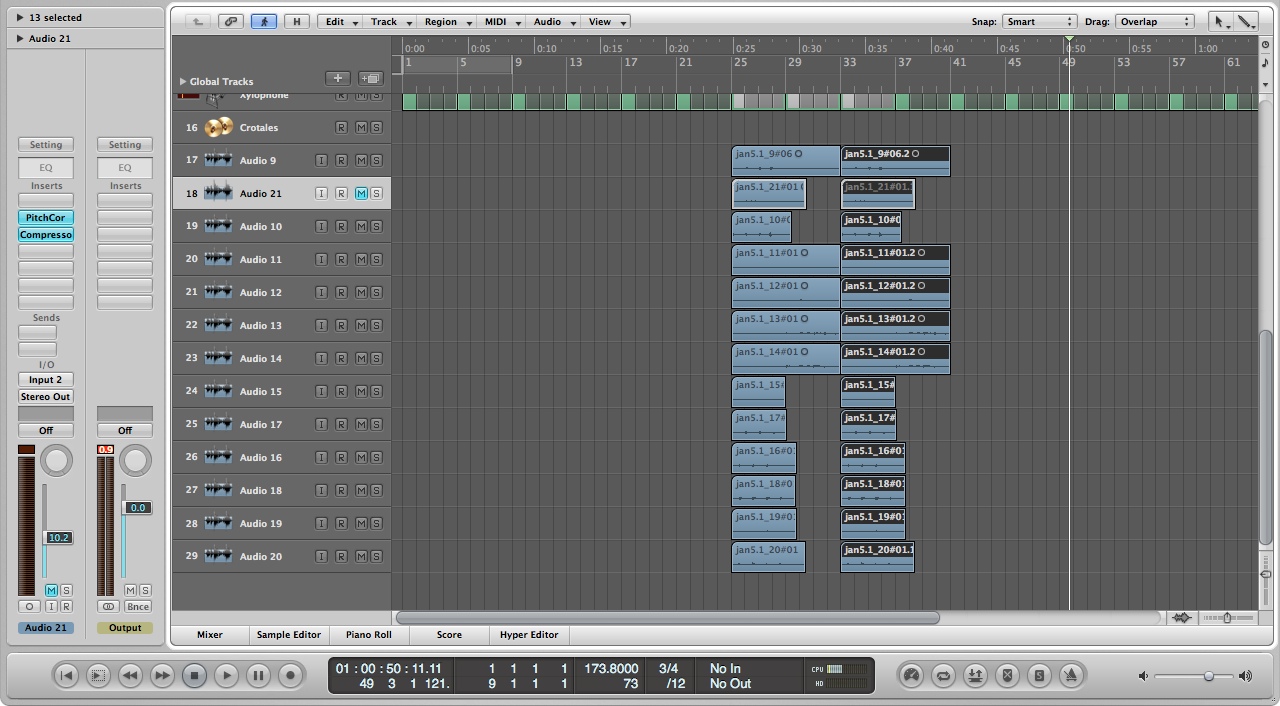 13 selected
Audio 21
H Edit Track Region MIDI Audio View Snap: Smart Drag: Overlap
0:00 0:05 0:10 0:15 0:20 0:25 0:30 0:35 0:40 0:45 0:50 0:55 1:00
1 5 9 13 17 21 25 29 33 37 41 45 49 53 57 61
Global Tracks
Xylophone R M S
16 Crotales R M S
17 Audio 9 I R M S jan5.1_9#06 jan5.1_9#06.2
18 Audio 21 I R M S jan5.1_21#01 jan5.1_21#01.
19 Audio 10 I R M S jan5.1_10#0 jan5.1_10#0
20 Audio 11 I R M S jan5.1_11#01 jan5.1_11#01.2
21 Audio 12 I R M S jan5.1_12#01 jan5.1_12#01.2
22 Audio 13 I R M S jan5.1_13#01 jan5.1_13#01.2
23 Audio 14 I R M S jan5.1_14#01 jan5.1_14#01.2
24 Audio 15 I R M S jan5.1_15# jan5.1_15#
25 Audio 17 I R M S jan5.1_17# jan5.1_17#
26 Audio 16 I R M S jan5.1_16#01 jan5.1_16#01
27 Audio 18 I R M S jan5.1_18#0 jan5.1_18#01
28 Audio 19 I R M S jan5.1_19#01 jan5.1_19#01
29 Audio 20 I R M S jan5.1_20#01 jan5.1_20#01.1
Setting Setting
EQ EQ
Inserts Inserts
PitchCor
Compresso
Sends
I/O
Input 2
Stereo Out
Off Off
0.9
0.0
10.2
M S M S
I R Bnce
Audio 21 Output
Mixer Sample Editor Piano Roll Score Hyper Editor
01 : 00 : 50 : 11.11 1 1 1 1 173.8000 3/4 No In CPU
49 3 1 121. 9 1 1 1 73 /12 No Out HD
S